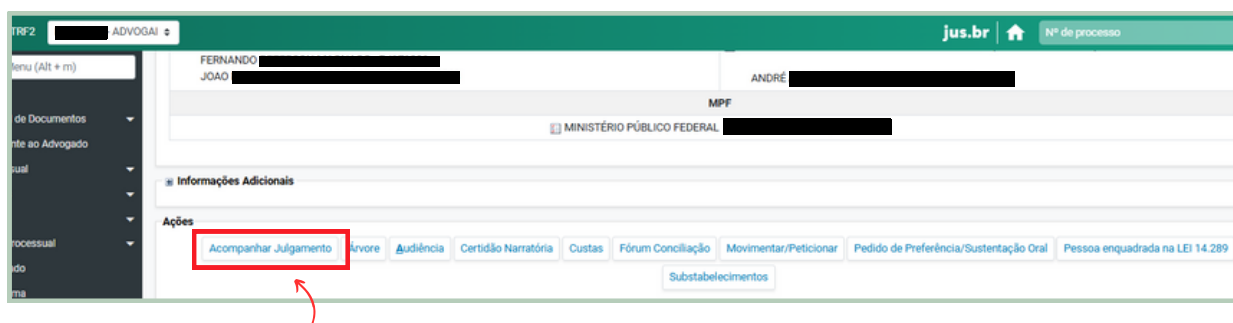 TRF2 ADVOGAI
jus.br Nº de processo
Menu (Alt + m)
FERNANDO
JOAO
ANDRÉ
MPF
MINISTÉRIO PÚBLICO FEDERAL
de Documentos
nte ao Advogado
sual
Informações Adicionais
Ações
rocessual
Acompanhar Julgamento Árvore Audiência Certidão Narratória Custas Fórum Conciliação Movimentar/Peticionar Pedido de Preferência/Sustentação Oral Pessoa enquadrada na LEI 14.289
do
Substabelecimentos
ma